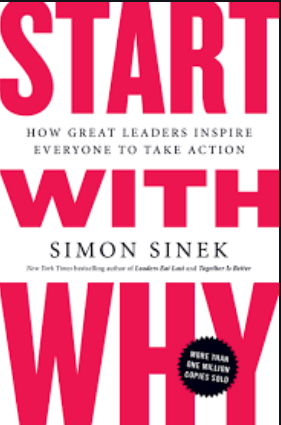 START
HOW GREAT LEADERS INSPIRE
EVERYONE TO TAKE ACTION
WITH
SIMON SINEK
New York Times bestselling author of Leaders Eat Last and Together Is Better
WHY
MORE THAN
ONE MILLION
COPIES SOLD